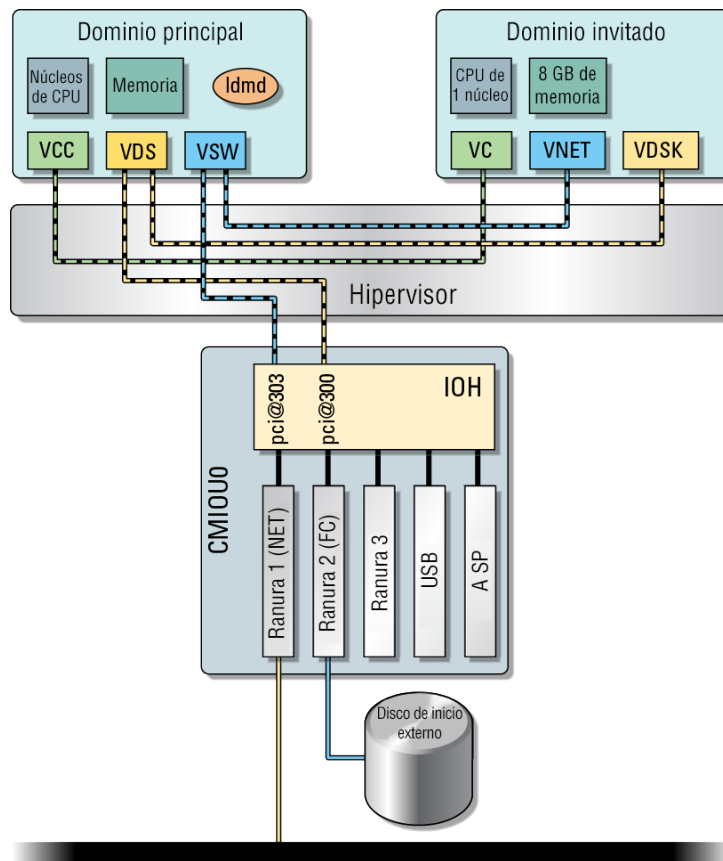 Dominio principal
Núcleos
de CPU
Memoria
ldmd
VCC
VDS
VSW
Dominio invitado
CPU de
1 núcleo
8 GB de
memoria
VC
VNET
VDSK
Hipervisor
CMIOU0
pci@303
pci@300
IOH
Ranura 1 (NET)
Ranura 2 (FC)
Ranura 3
USB
A SP
Disco de inicio
externo